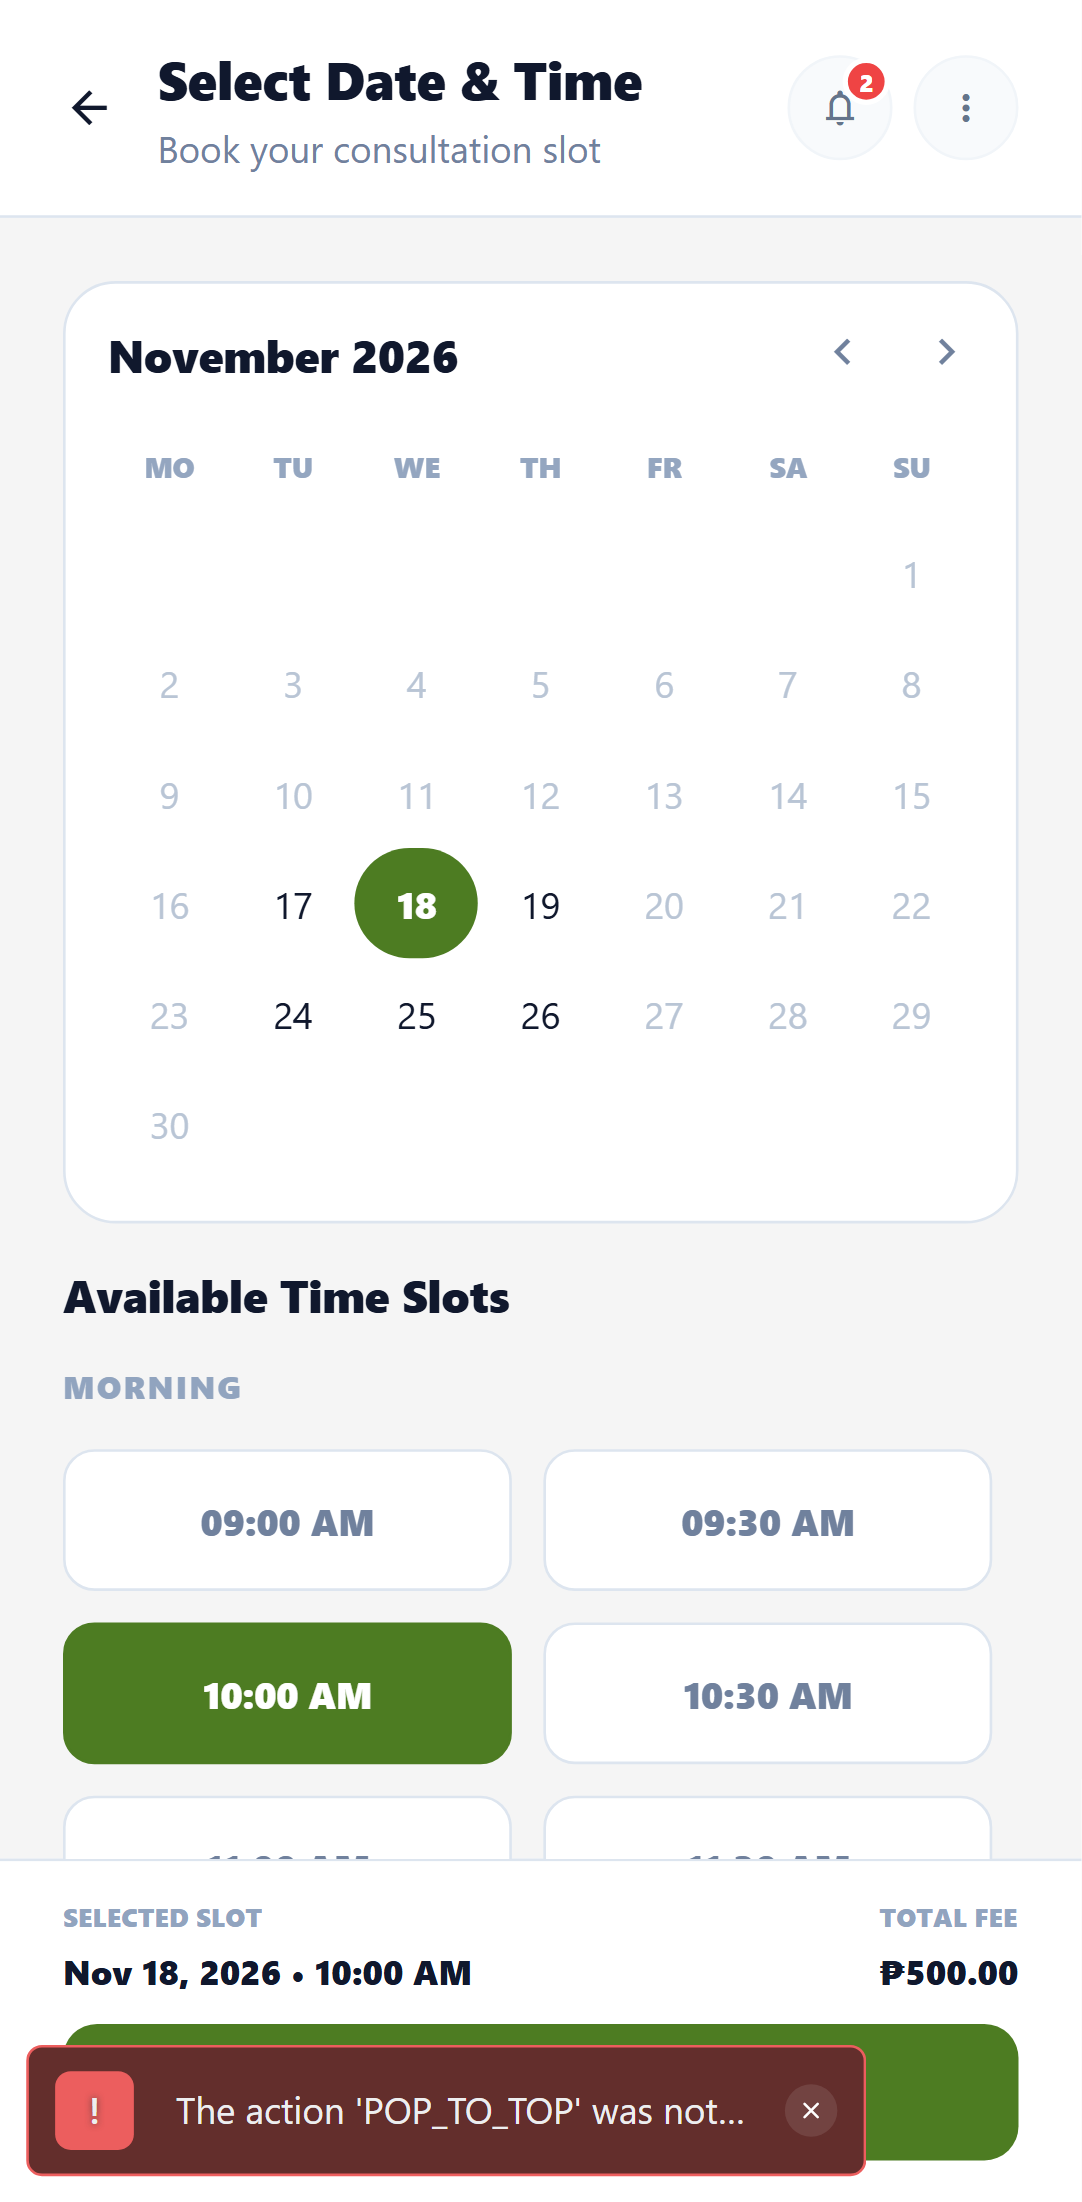 Select Date & Time
Book your consultation slot
2
November 2026
MO TU WE TH FR SA SU
1
2 3 4 5 6 7 8
9 10 11 12 13 14 15
16 17 18 19 20 21 22
23 24 25 26 27 28 29
30
Available Time Slots
MORNING
09:00 AM 09:30 AM
10:00 AM 10:30 AM
SELECTED SLOT TOTAL FEE
Nov 18, 2026 • 10:00 AM ₱500.00
! The action 'POP_TO_TOP' was not...